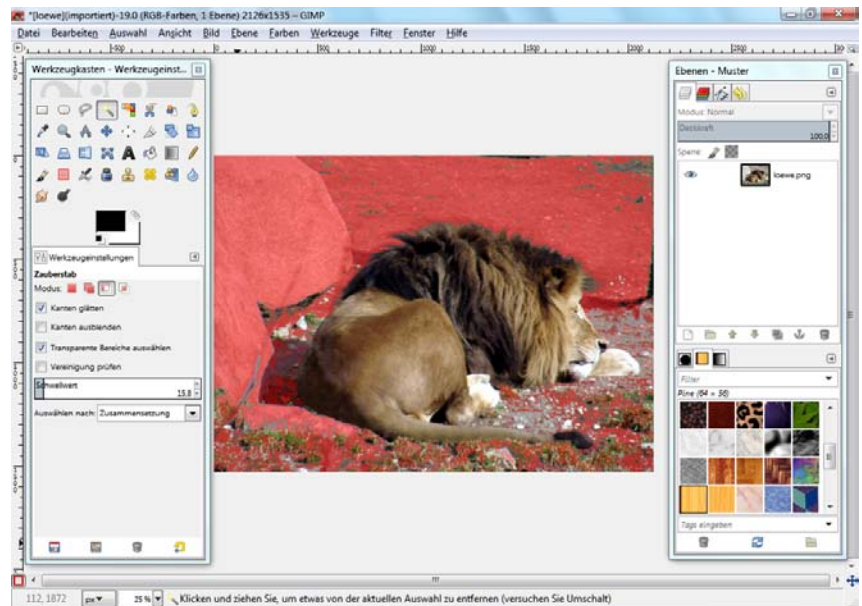 *[loewe](importiert)-19.0 (RGB-Farben, 1 Ebene) 2126x1535 – GIMP
Datei Bearbeiten Auswahl Ansicht Bild Ebene Farben Werkzeuge Filter Fenster Hilfe
Werkzeugkasten - Werkzeugeinst...
Werkzeugeinstellungen
Zauberstab
Modus:
Kanten glätten
Kanten ausblenden
Transparente Bereiche auswählen
Vereinigung prüfen
Schwellwert
15.8
Auswählen nach: Zusammensetzung
Ebenen - Muster
Modus: Normal
Deckkraft
100.0
Sperre:
loewe.png
Filter
Pine (64 × 56)
Tags eingeben
112, 1872 px 25 % Klicken und ziehen Sie, um etwas von der aktuellen Auswahl zu entfernen (versuchen Sie Umschalt)